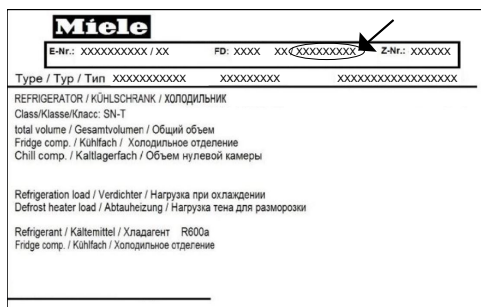 Miele
E-Nr.: XXXXXXXXXX / XX FD: XXXX XX / XXXXXXXXX Z-Nr.: XXXXXX
Type / Typ / Тип XXXXXXXXXXX XXXXXXXXX XXXXXXXXXXXXXXXXXX
REFRIGERATOR / KÜHLSCHRANK / ХОЛОДИЛЬНИК
Class/Klasse/Класс: SN-T
total volume / Gesamtvolumen / Общий объем
Fridge comp. / Kühlfach / Холодильное отделение
Chill comp. / Kaltlagerfach / Объем нулевой камеры
Refrigeration load / Verdichter / Нагрузка при охлаждении
Defrost heater load / Abtauheizung / Нагрузка тена для разморозки
Refrigerant / Kältemittel / Хладагент R600a
Fridge comp. / Kühlfach / Холодильное отделение